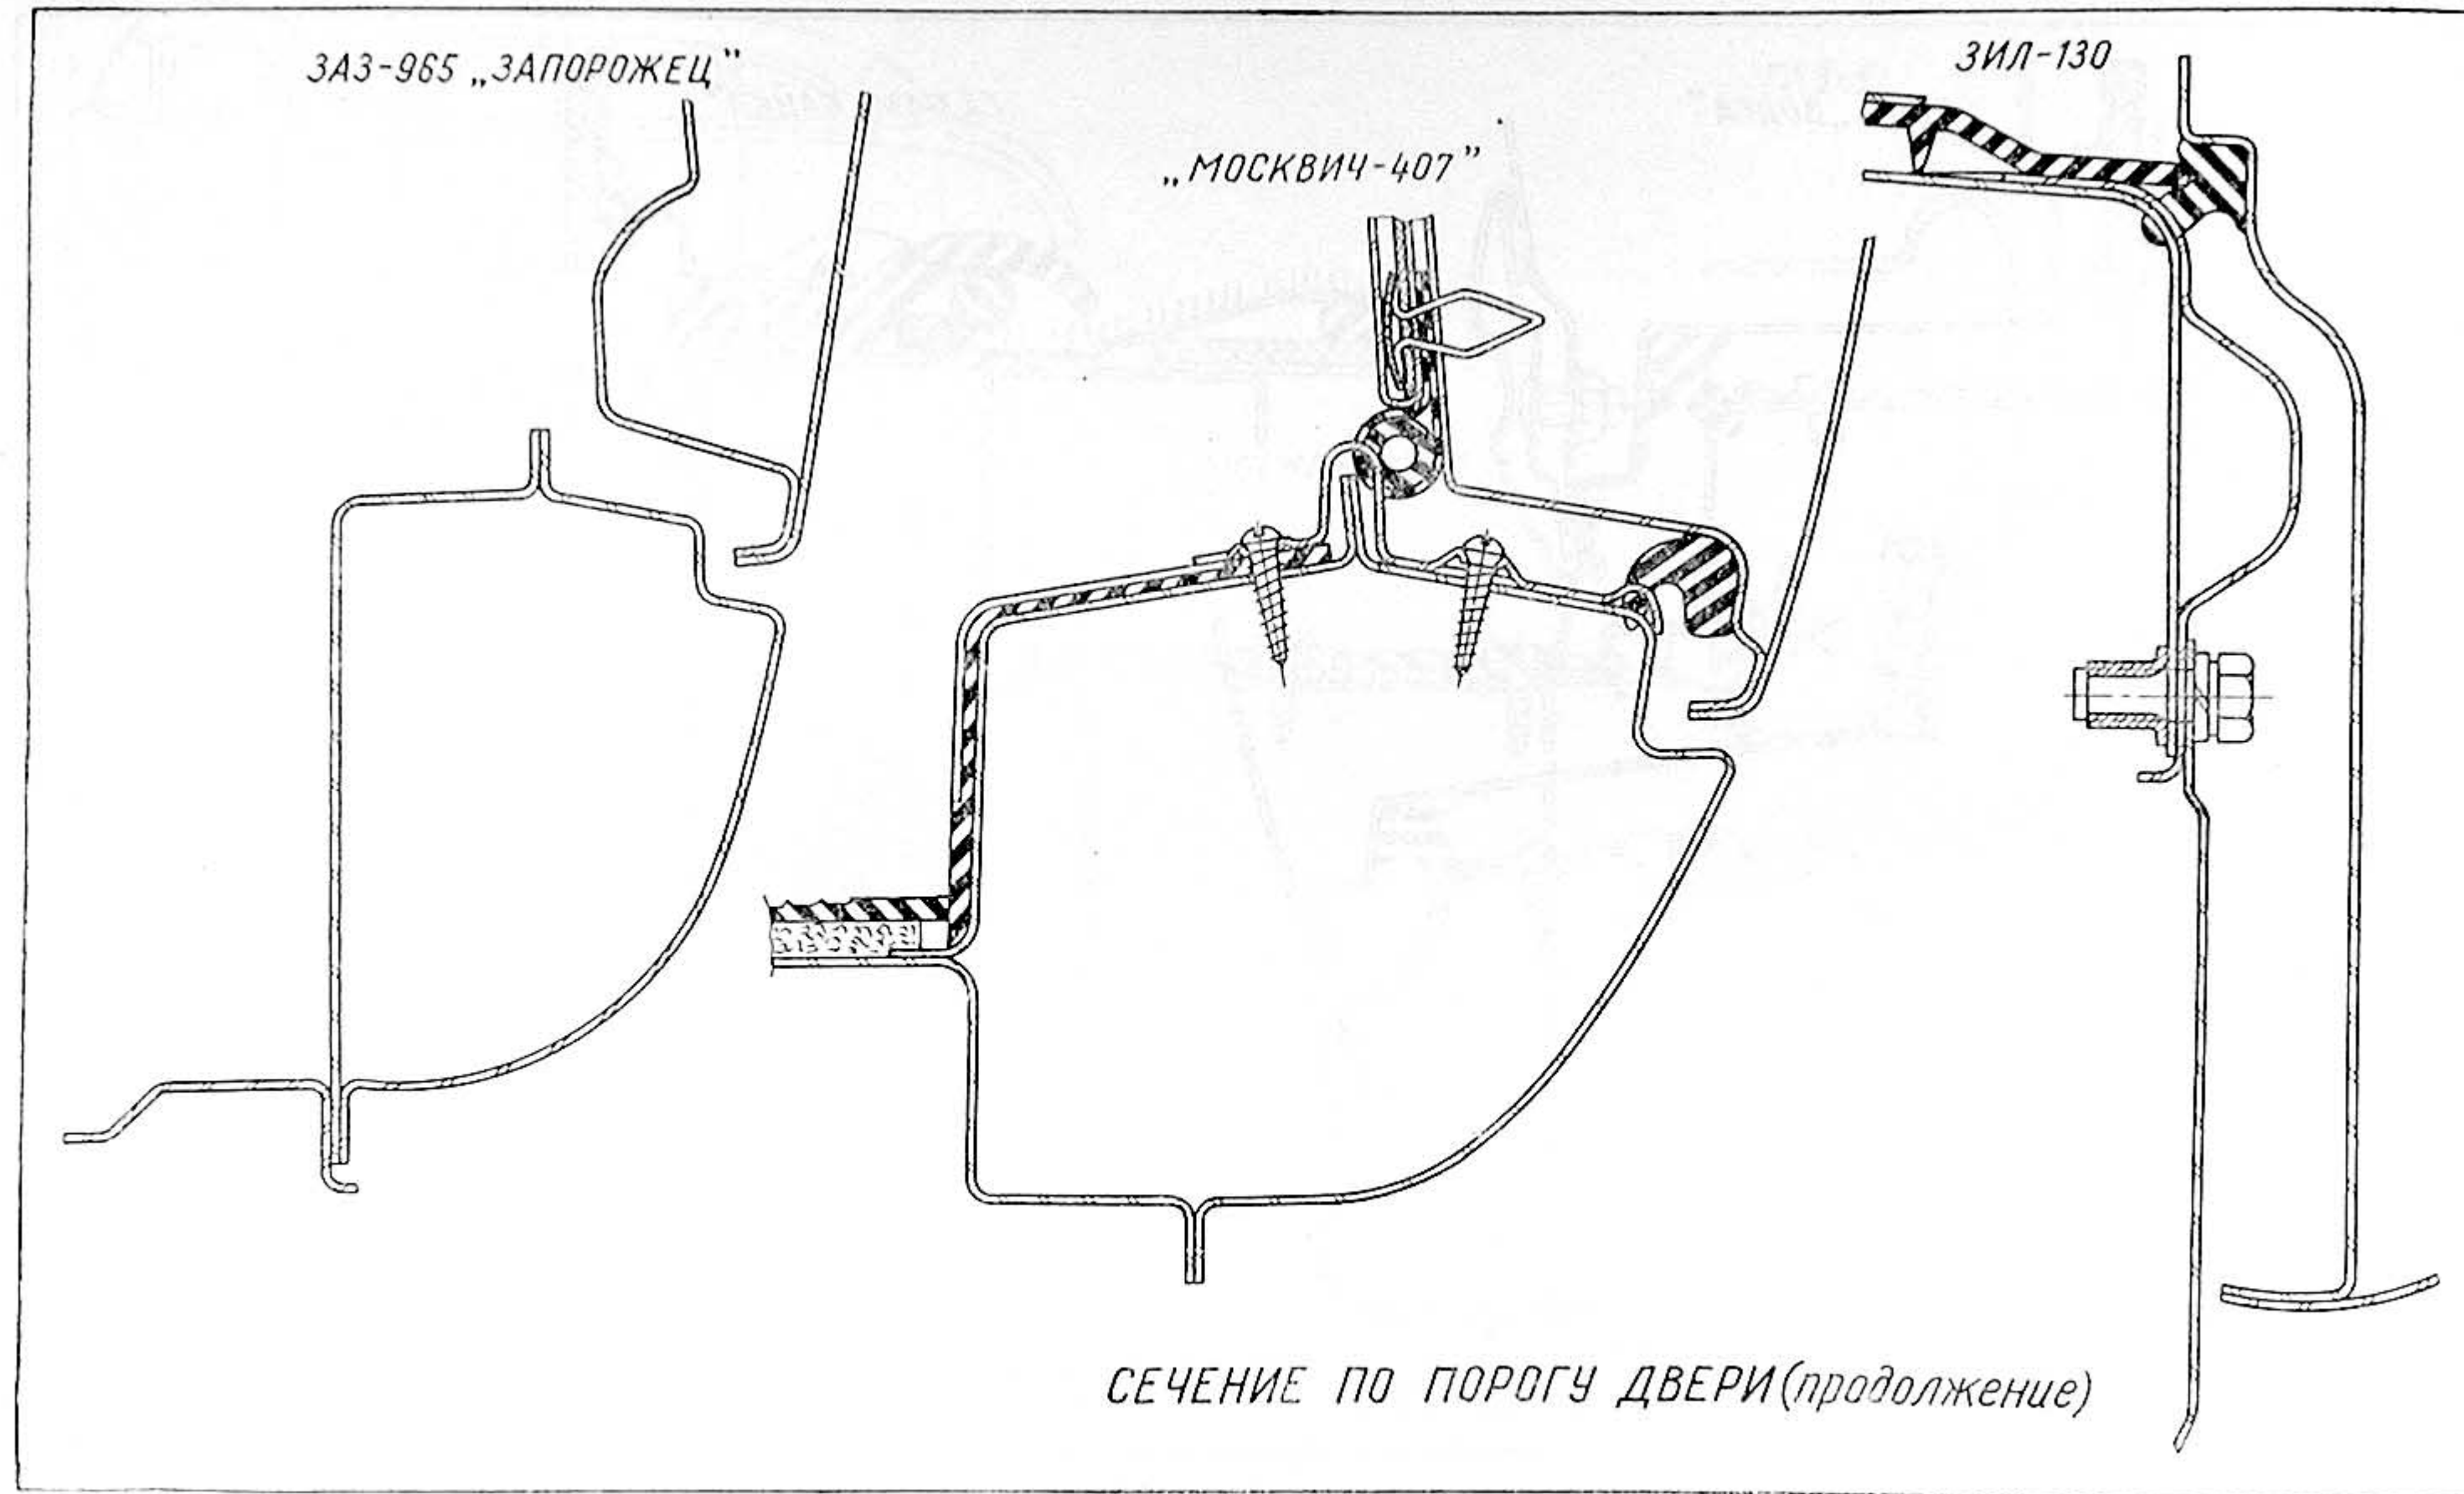 ЗАЗ-965 „ЗАПОРОЖЕЦ”
„МОСКВИЧ-407”
ЗИЛ-130
СЕЧЕНИЕ ПО ПОРОГУ ДВЕРИ (продолжение)